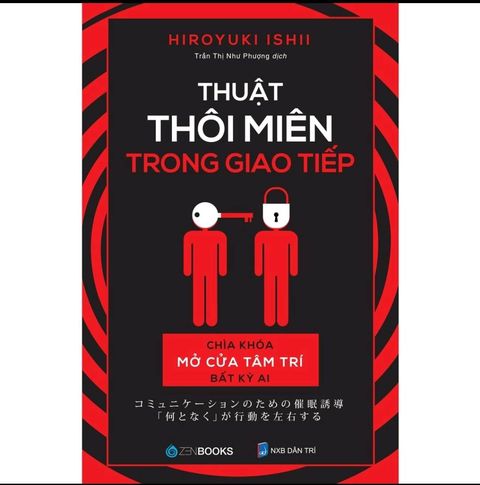 HIROYUKI ISHII
Trần Thị Như Phượng dịch
THUẬT
THÔI MIÊN
TRONG GIAO TIẾP
CHÌA KHÓA
MỞ CỬA TÂM TRÍ
BẤT KỲ AI
コミュニケーションのための催眠誘導
「何となく」が行動を左右する
ZENBOOKS
NXB DÂN TRÍ